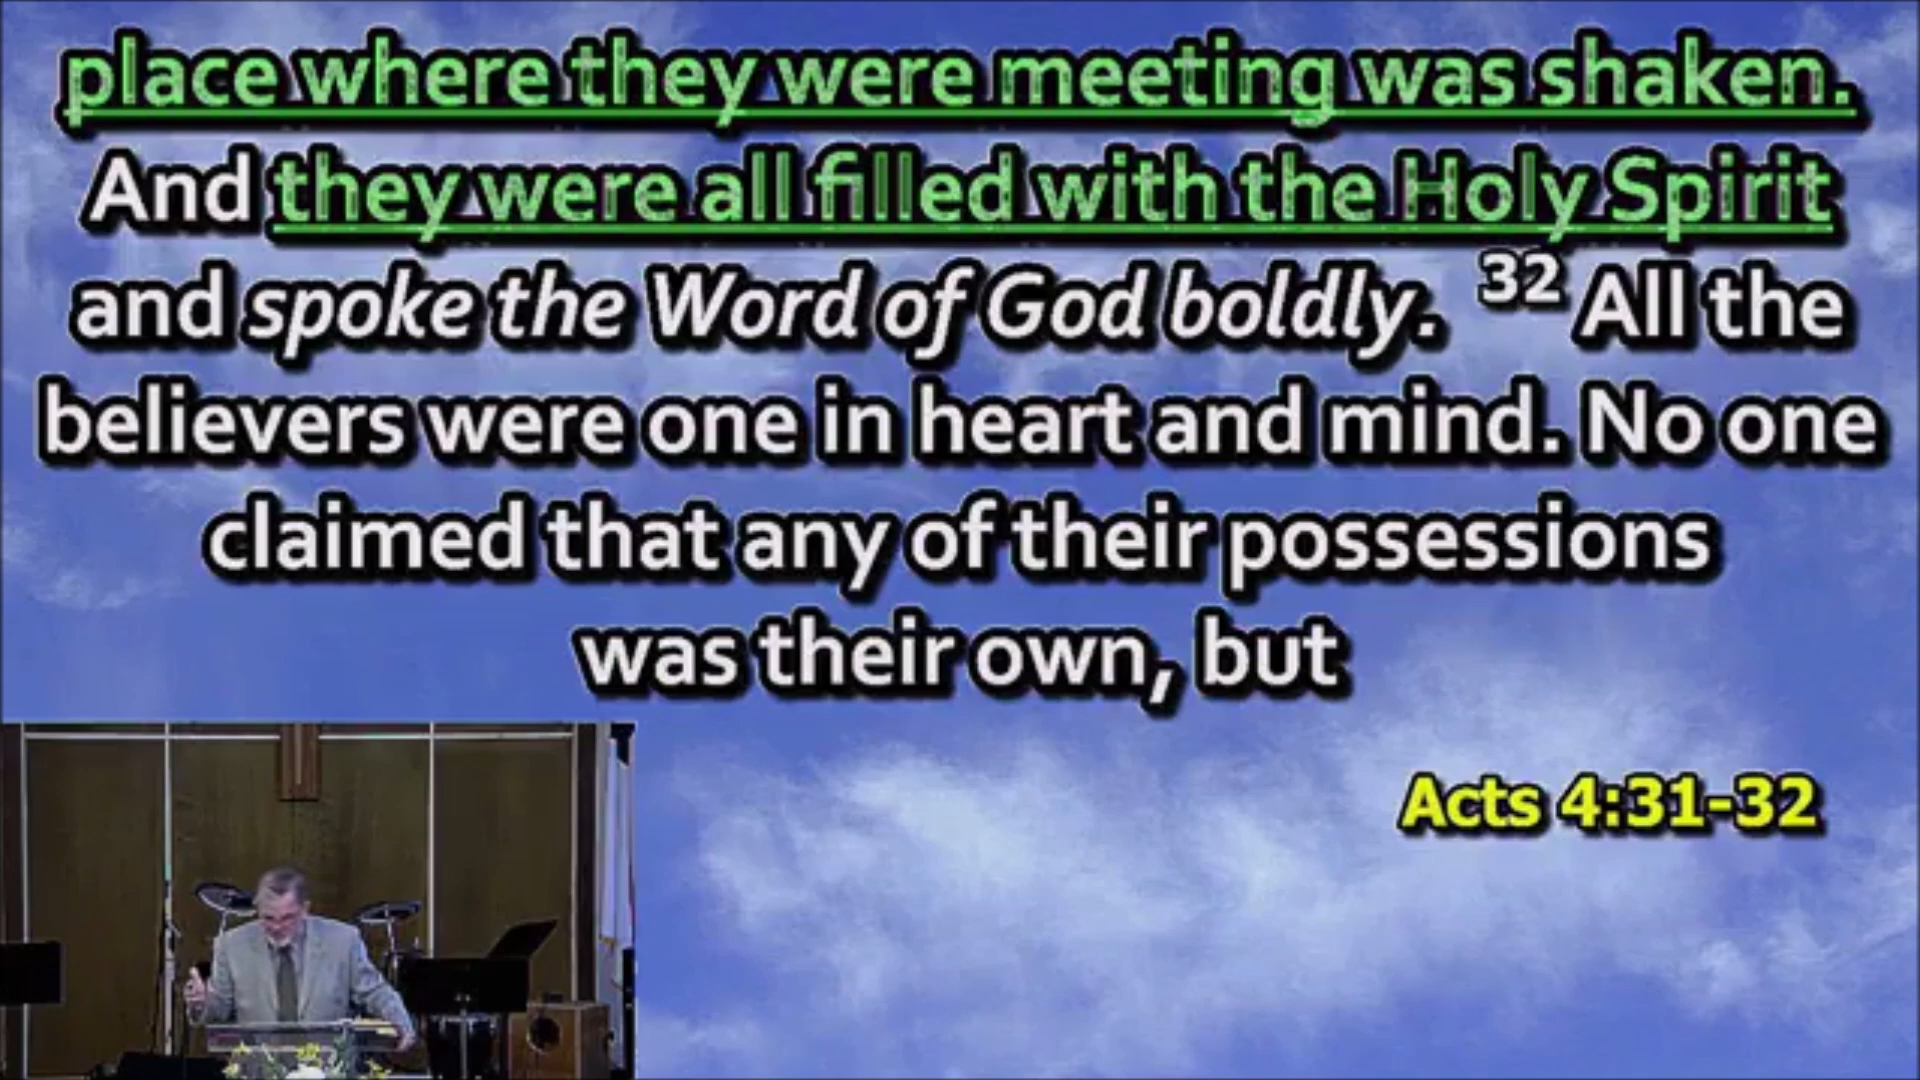 place where they were meeting was shaken.
And they were all filled with the Holy Spirit
and spoke the Word of God boldly. 32 All the
believers were one in heart and mind. No one
claimed that any of their possessions
was their own, but
Acts 4:31-32